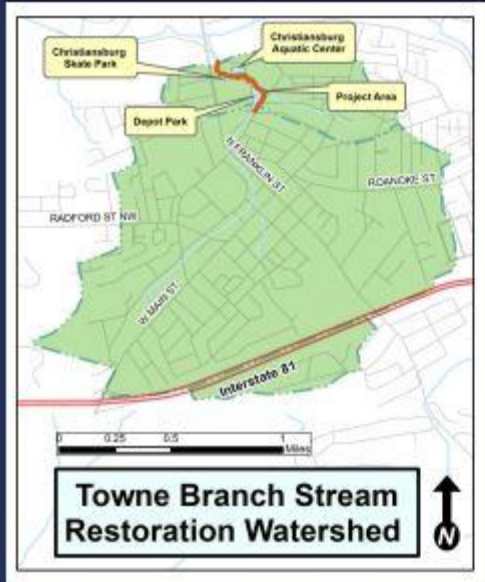 Christiansburg
Skate Park
Christiansburg
Aquatic Center
Project Area
Depot Park
N FRANKLIN ST
ROANOKE ST
RADFORD ST NW
W MAIN ST
Interstate 81
0 0.25 0.5 1
Miles
Towne Branch Stream
Restoration Watershed
N